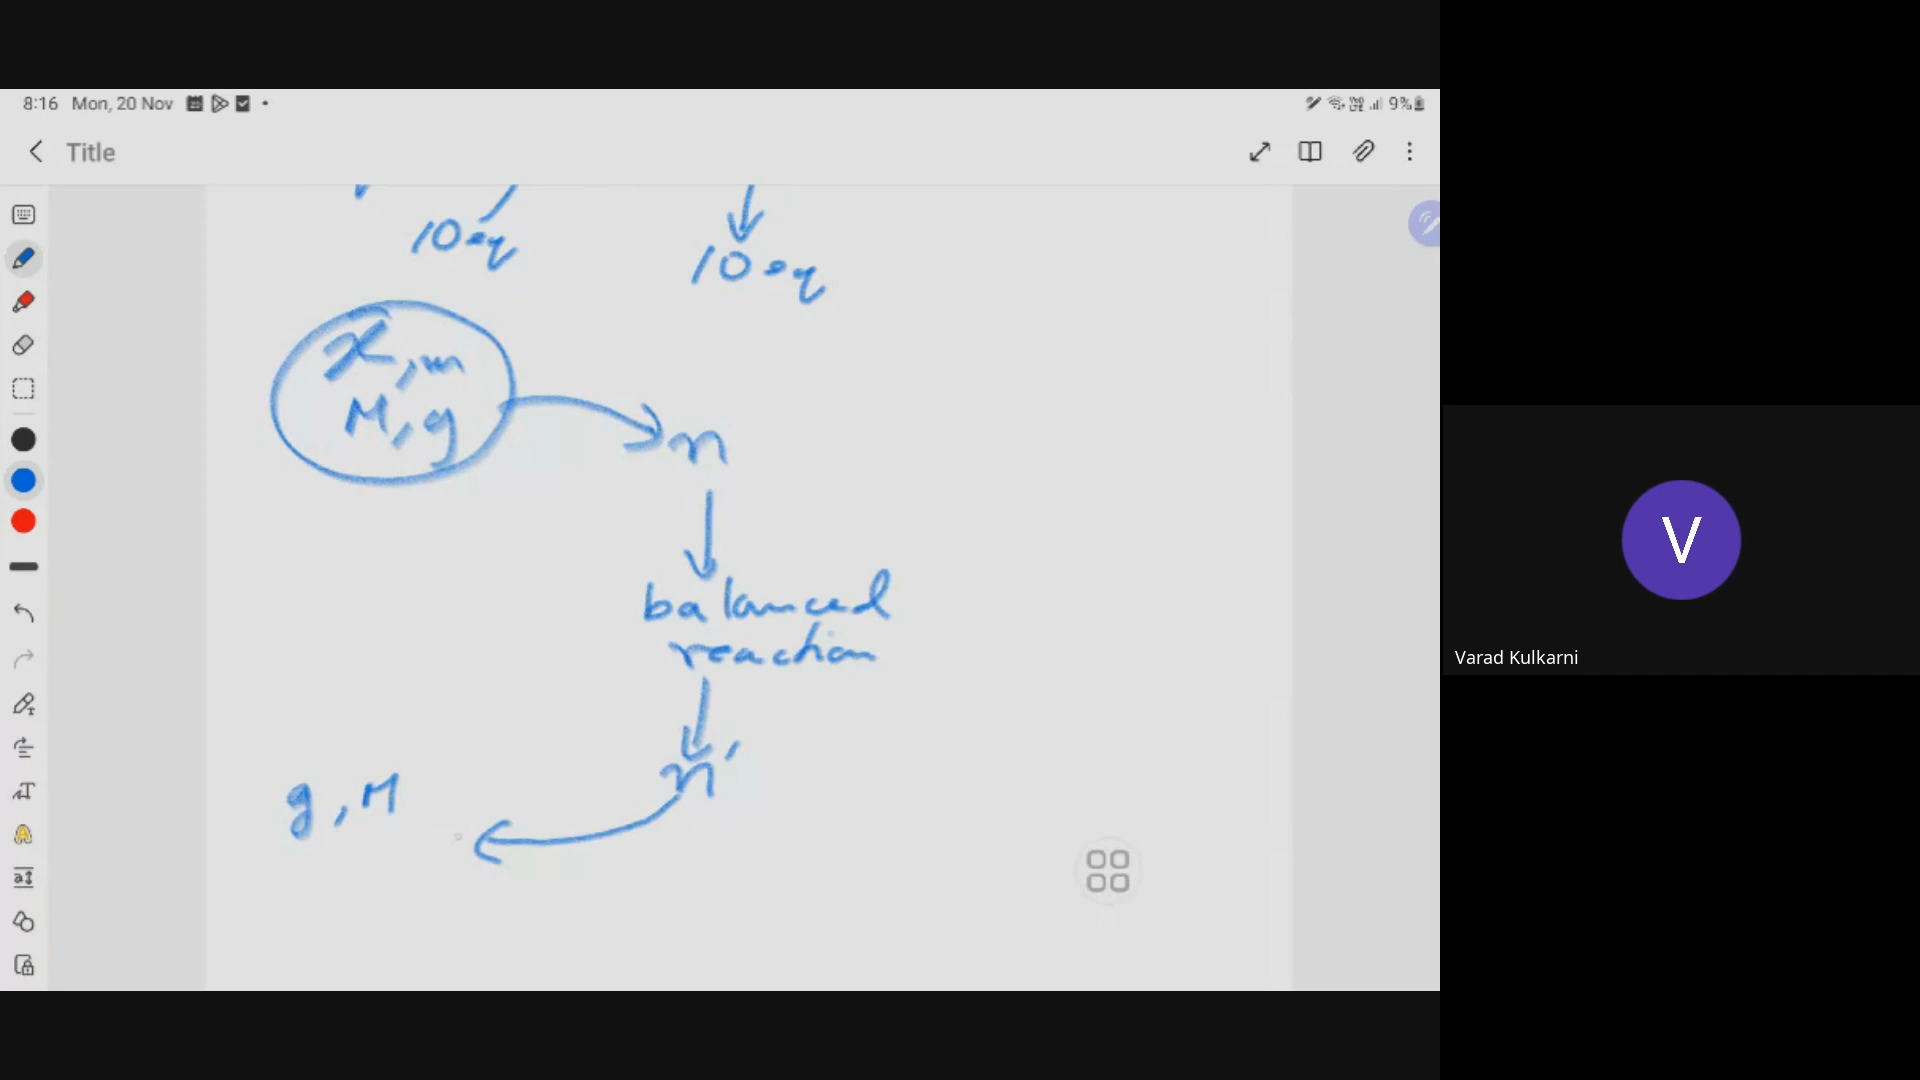 8:16 Mon, 20 Nov
9%
Title
10 eq
10 eq
x, m
M, g
n
balanced
reaction
n'
g, M
V
Varad Kulkarni